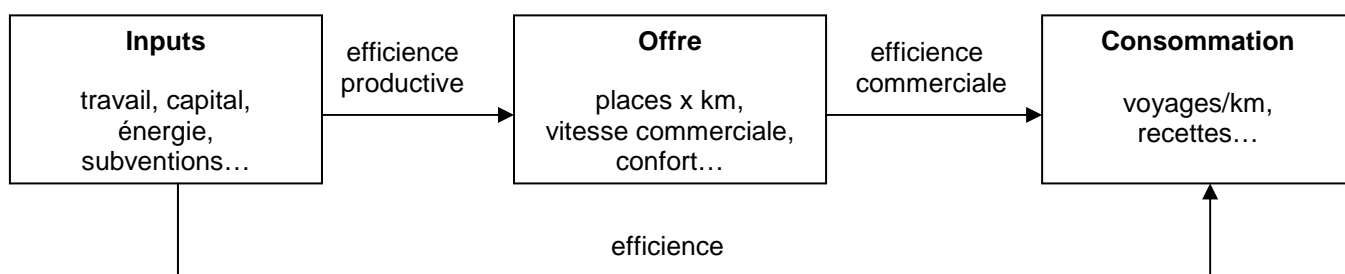 Inputs
travail, capital,
énergie,
subventions…
efficience
productive
Offre
places x km,
vitesse commerciale,
confort…
efficience
commerciale
Consommation
voyages/km,
recettes…
efficience